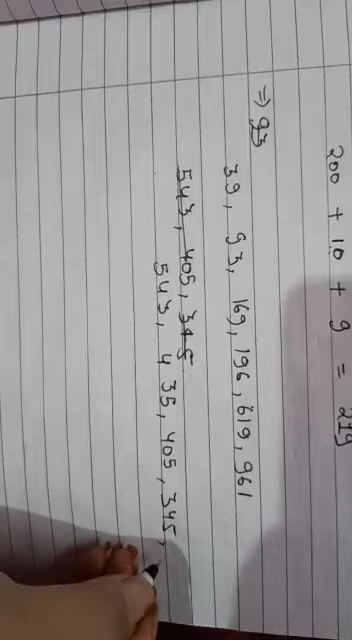 200 + 10 + 9 = 219
⇒ 93
39, 93, 169, 196, 619, 961
543, 405, 345
543, 435, 405, 345,